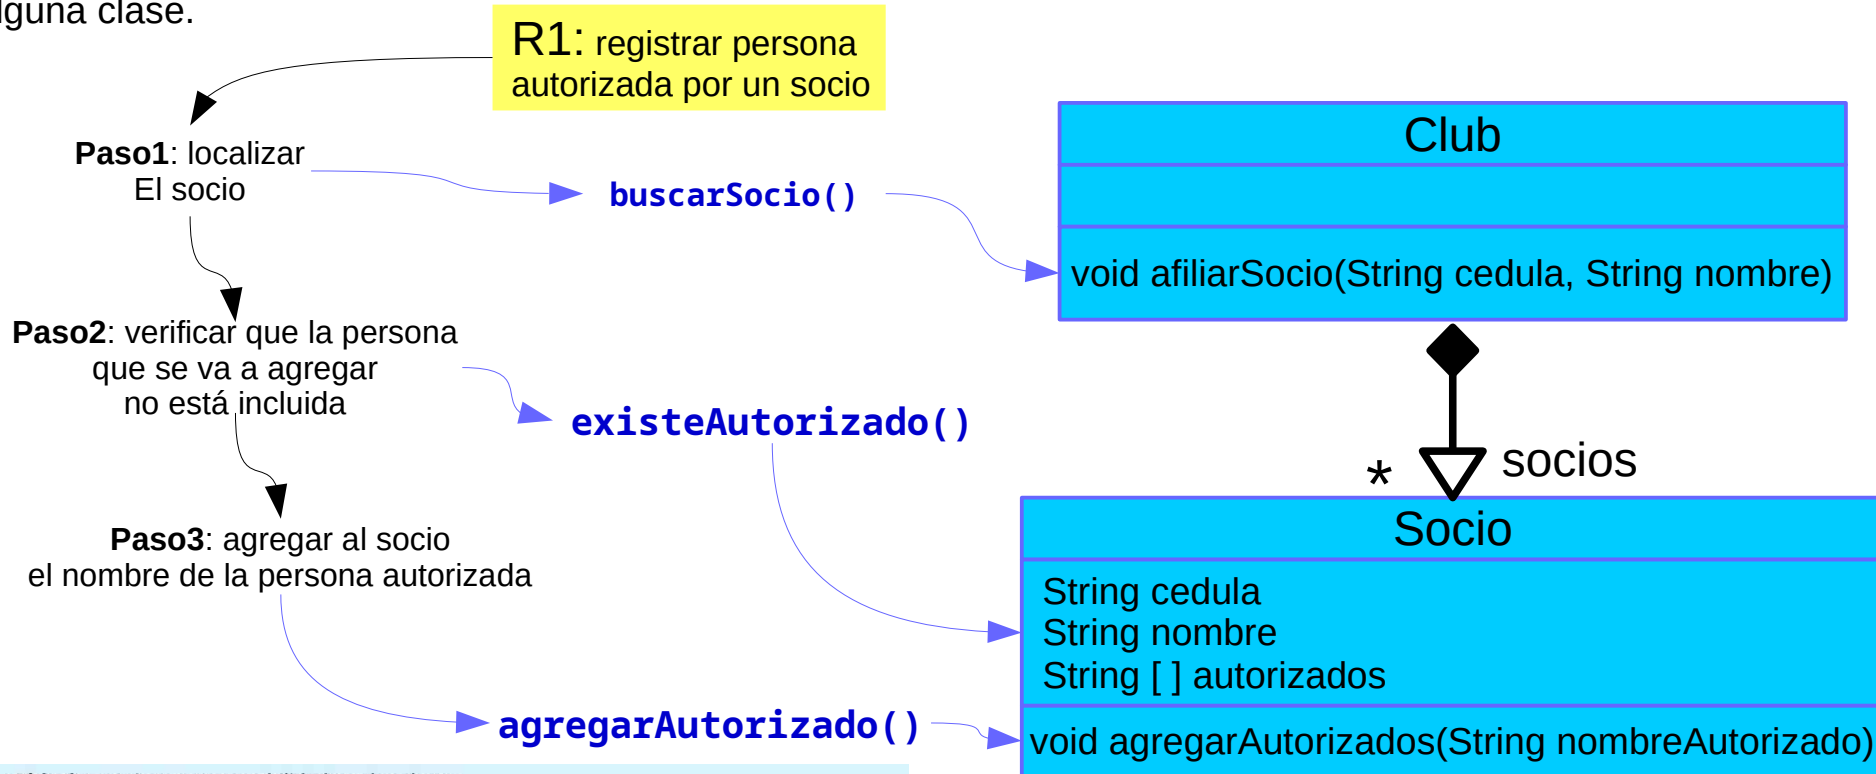 lguna clase.
R1: registrar persona
autorizada por un socio
Paso1: localizar
El socio
buscarSocio()
Paso2: verificar que la persona
que se va a agregar
no está incluida
existeAutorizado()
Paso3: agregar al socio
el nombre de la persona autorizada
agregarAutorizado()
Club
void afiliarSocio(String cedula, String nombre)
* socios
Socio
String cedula
String nombre
String [ ] autorizados
void agregarAutorizados(String nombreAutorizado)